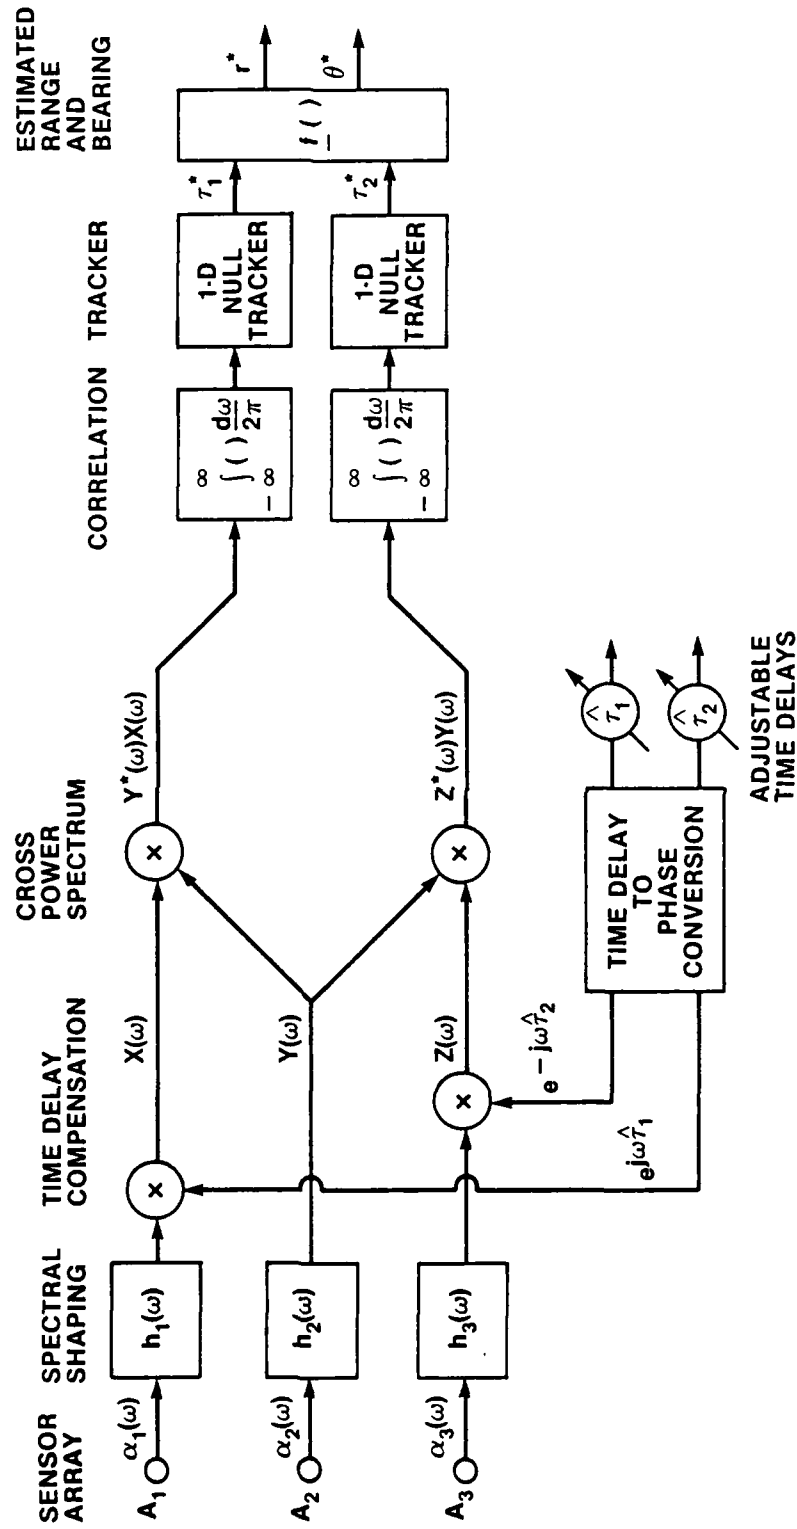 SENSOR
ARRAY
SPECTRAL
SHAPING
TIME DELAY
COMPENSATION
CROSS
POWER
SPECTRUM
CORRELATION
TRACKER
ESTIMATED
RANGE
AND
BEARING
A₁
α₁(ω)
h₁(ω)
×
X(ω)
×
Y*(ω)X(ω)
∞
∫ ( ) dω/2π
− ∞
1-D
NULL
TRACKER
τ₁*
A₂
α₂(ω)
h₂(ω)
Y(ω)
f ( )
r*
θ*
A₃
α₃(ω)
h₃(ω)
×
Z(ω)
×
Z*(ω)Y(ω)
∞
∫ ( ) dω/2π
− ∞
1-D
NULL
TRACKER
τ₂*
e^−jωτ̂₂
e^jωτ̂₁
TIME DELAY
TO
PHASE
CONVERSION
τ̂₁
τ̂₂
ADJUSTABLE
TIME DELAYS